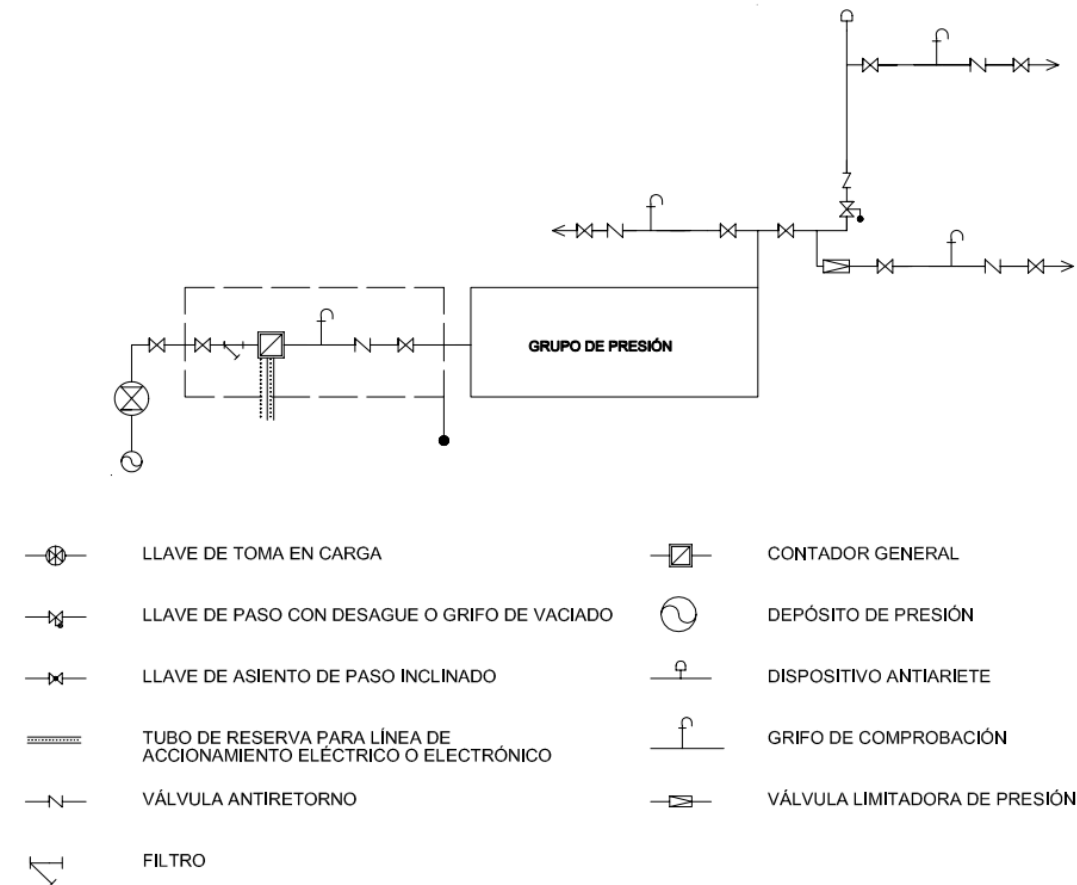 GRUPO DE PRESIÓN
LLAVE DE TOMA EN CARGA
CONTADOR GENERAL
LLAVE DE PASO CON DESAGUE O GRIFO DE VACIADO
DEPÓSITO DE PRESIÓN
LLAVE DE ASIENTO DE PASO INCLINADO
DISPOSITIVO ANTIARIETE
TUBO DE RESERVA PARA LÍNEA DE
ACCIONAMIENTO ELÉCTRICO O ELECTRÓNICO
GRIFO DE COMPROBACIÓN
VÁLVULA ANTIRETORNO
VÁLVULA LIMITADORA DE PRESIÓN
FILTRO